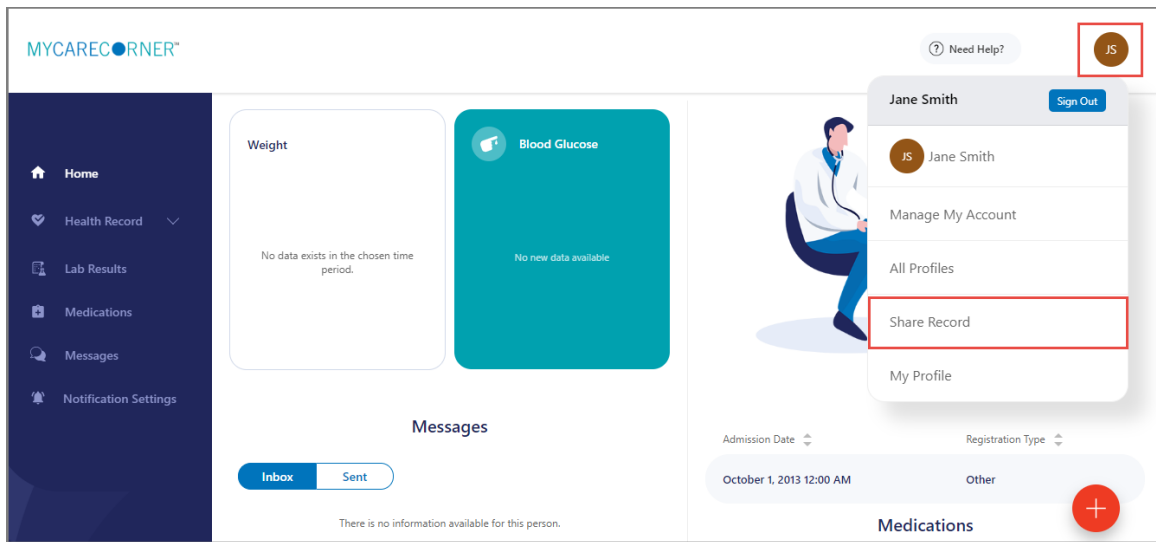 MYCARECORNER™
Need Help?
JS
Jane Smith
Sign Out
JS Jane Smith
Manage My Account
All Profiles
Share Record
My Profile
Home
Health Record
Lab Results
Medications
Messages
Notification Settings
Weight
No data exists in the chosen time
period.
Blood Glucose
No new data available
Messages
Inbox
Sent
There is no information available for this person.
Admission Date
Registration Type
October 1, 2013 12:00 AM
Other
Medications